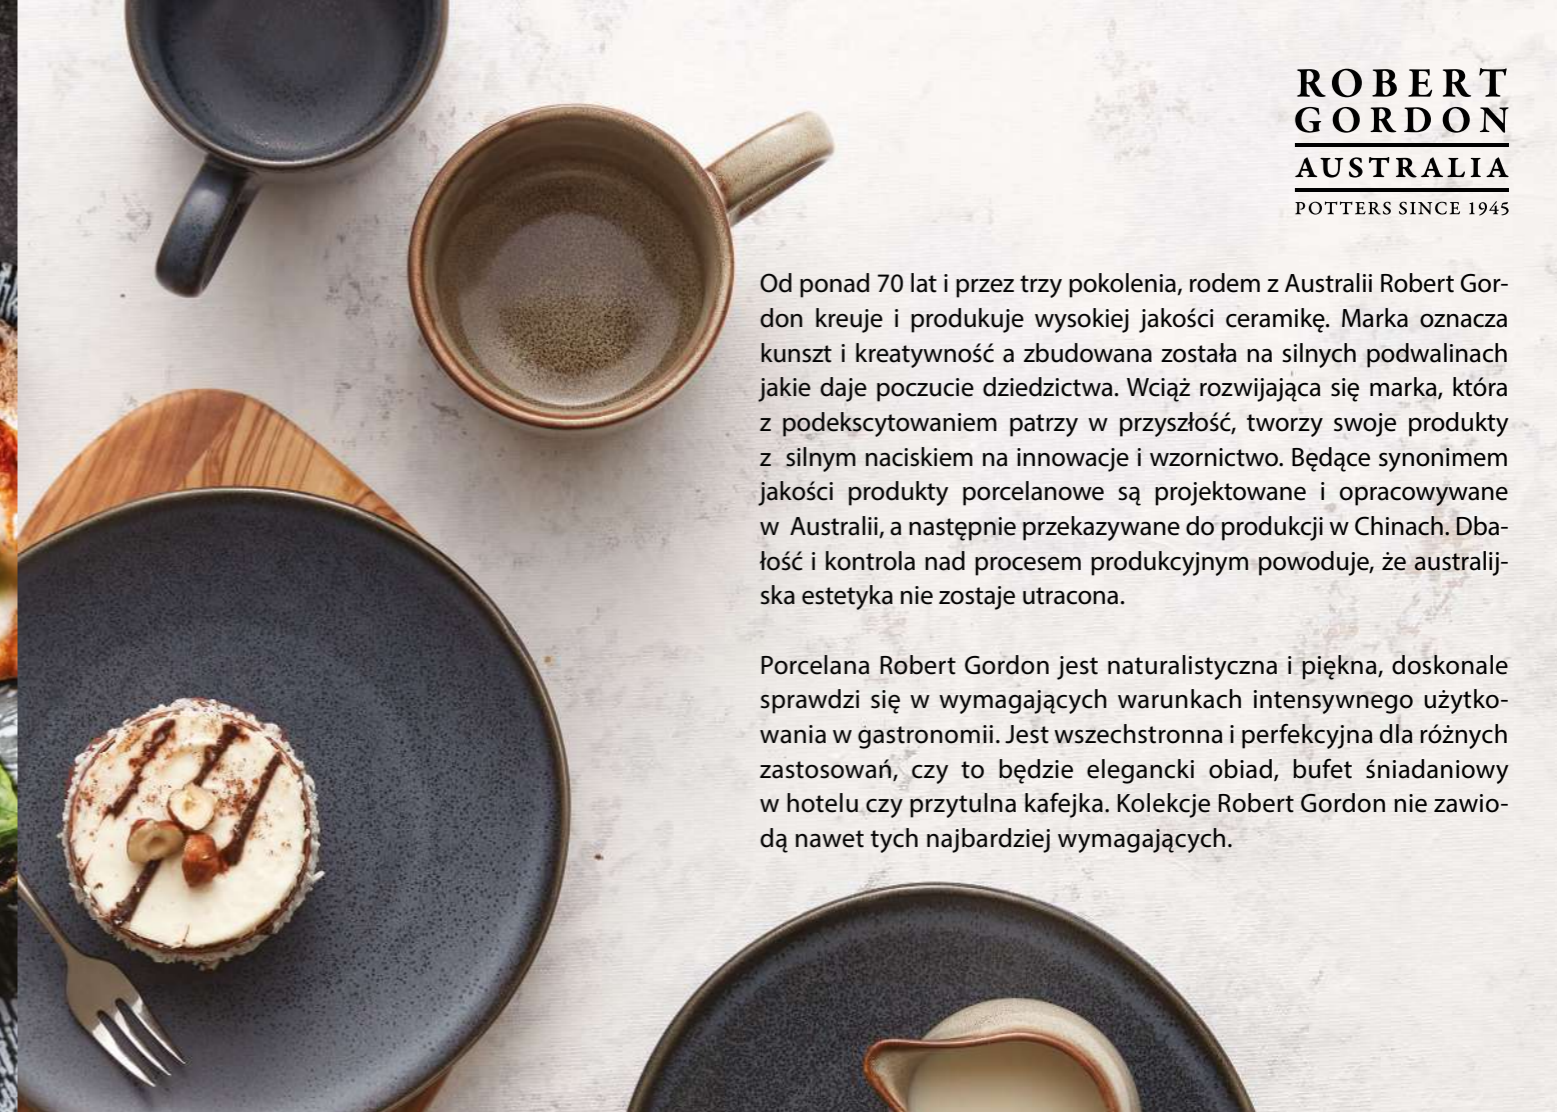 ROBERT
GORDON
AUSTRALIA
POTTERS SINCE 1945
Od ponad 70 lat i przez trzy pokolenia, rodem z Australii Robert Gor-
don kreuje i produkuje wysokiej jakości ceramikę. Marka oznacza
kunszt i kreatywność a zbudowana została na silnych podwalinach
jakie daje poczucie dziedzictwa. Wciąż rozwijająca się marka, która
z podekscytowaniem patrzy w przyszłość, tworzy swoje produkty
z silnym naciskiem na innowacje i wzornictwo. Będące synonimem
jakości produkty porcelanowe są projektowane i opracowywane
w Australii, a następnie przekazywane do produkcji w Chinach. Dba-
łość i kontrola nad procesem produkcyjnym powoduje, że australij-
ska estetyka nie zostaje utracona.
Porcelana Robert Gordon jest naturalistyczna i piękna, doskonale
sprawdzi się w wymagających warunkach intensywnego użytko-
wania w gastronomii. Jest wszechstronna i perfekcyjna dla różnych
zastosowań, czy to będzie elegancki obiad, bufet śniadaniowy
w hotelu czy przytulna kafejka. Kolekcje Robert Gordon nie zawio-
dą nawet tych najbardziej wymagających.